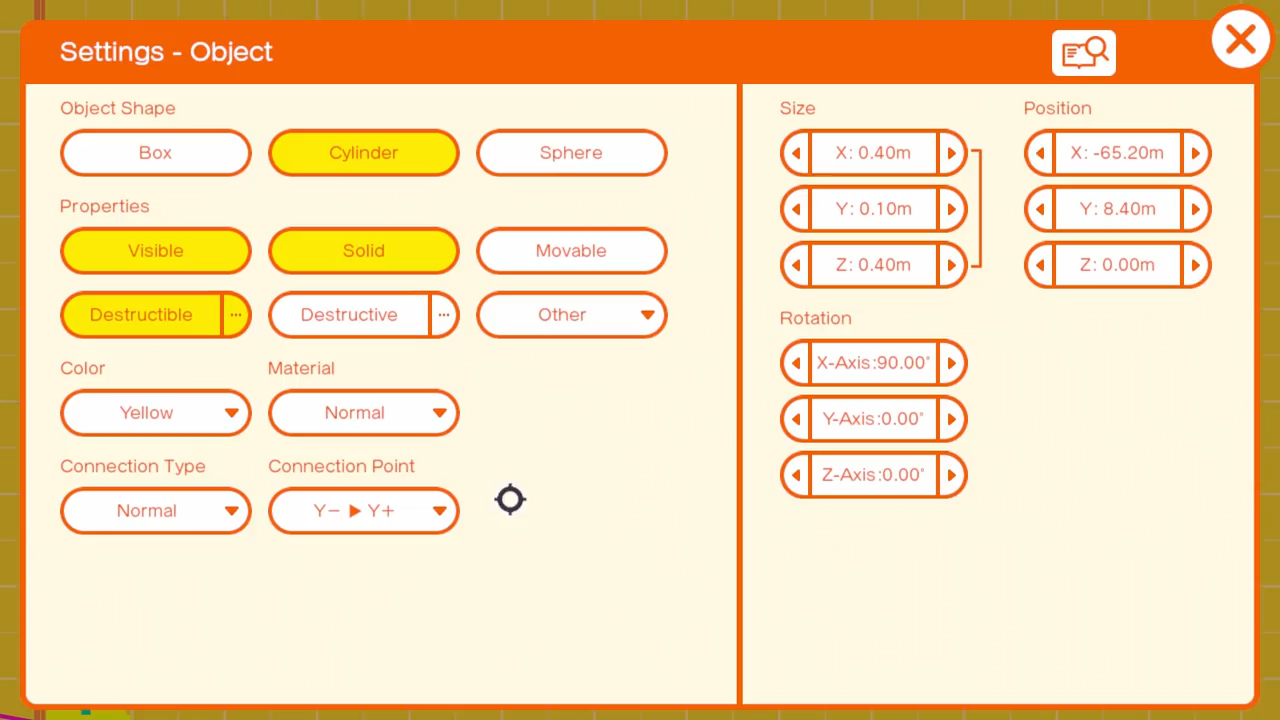 Settings - Object
Object Shape
Box
Cylinder
Sphere
Properties
Visible
Solid
Movable
Destructible ...
Destructive ...
Other
Color
Material
Yellow
Normal
Connection Type
Connection Point
Normal
Y− ▶ Y+
Size
X: 0.40m
Y: 0.10m
Z: 0.40m
Position
X: -65.20m
Y: 8.40m
Z: 0.00m
Rotation
X-Axis:90.00°
Y-Axis:0.00°
Z-Axis:0.00°